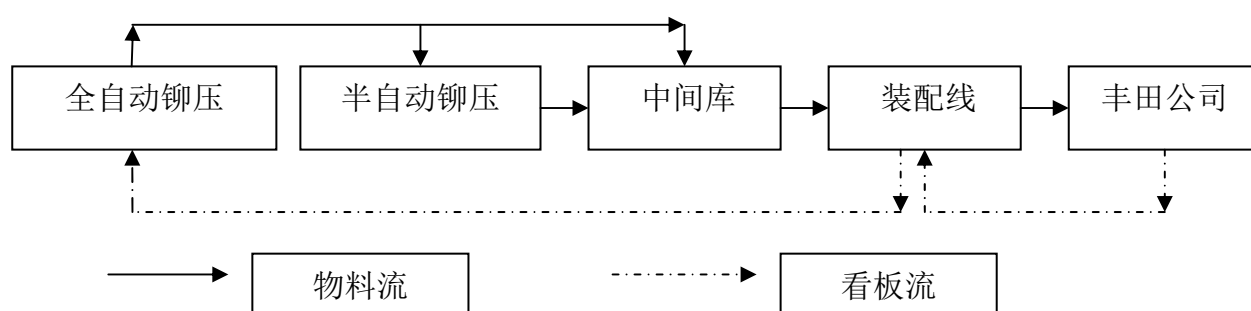 全自动铆压
半自动铆压
中间库
装配线
丰田公司
物料流
看板流